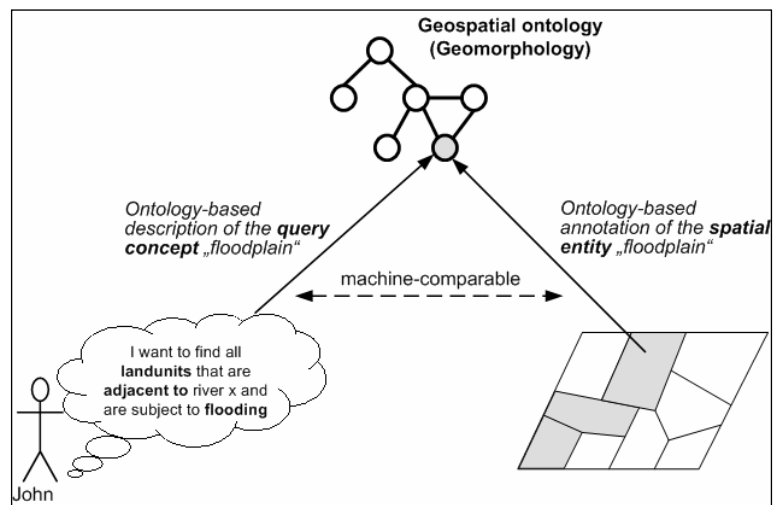 Geospatial ontology
(Geomorphology)
Ontology-based
description of the query
concept „floodplain“
Ontology-based
annotation of the spatial
entity „floodplain“
machine-comparable
I want to find all
landunits that are
adjacent to river x and
are subject to flooding
John